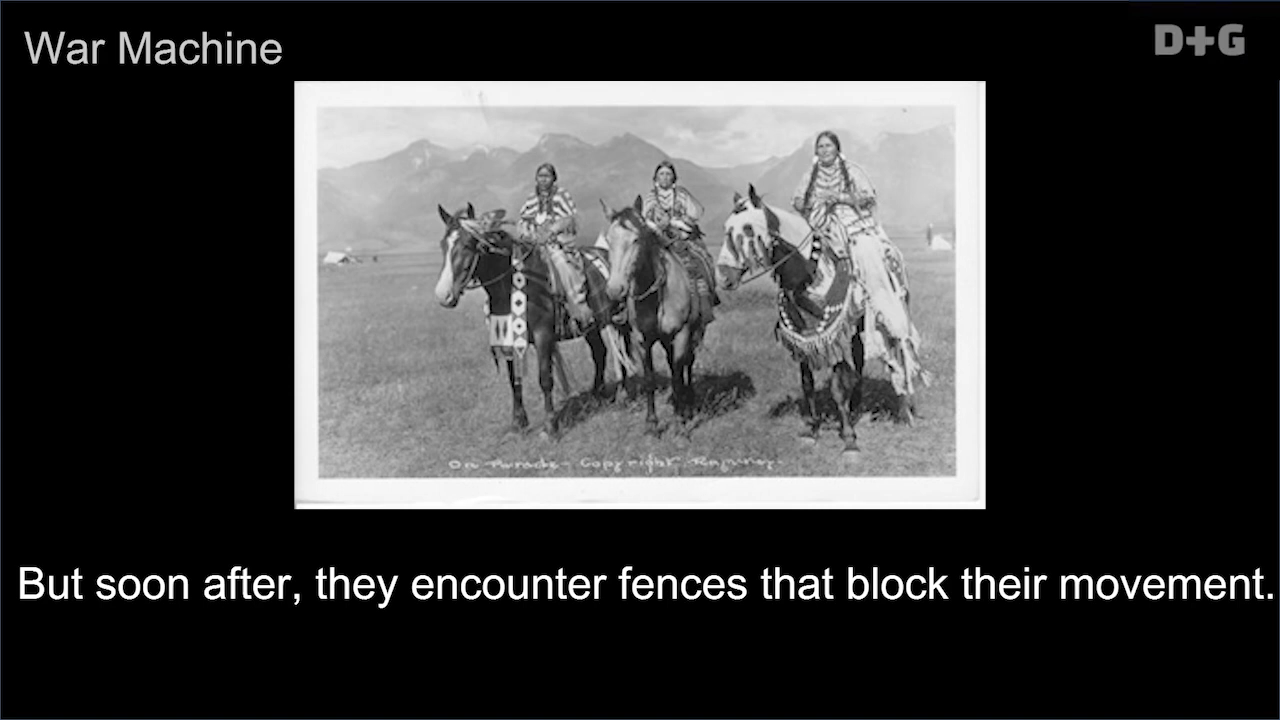 War Machine
D+G
On Parade - Copyright
But soon after, they encounter fences that block their movement.